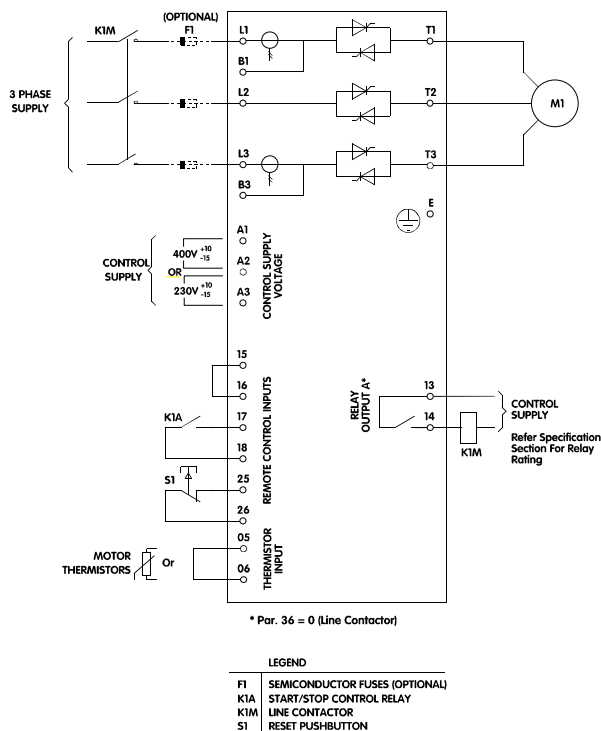 (OPTIONAL)
K1M
F1
L1
T1
B1
3 PHASE
SUPPLY
L2
T2
M1
L3
T3
B3
E
A1
400V +10 -15
CONTROL
SUPPLY
OR
A2
230V +10 -15
A3
CONTROL SUPPLY
VOLTAGE
15
16
K1A
17
18
S1
25
26
REMOTE CONTROL INPUTS
RELAY
OUTPUT A*
13
14
K1M
CONTROL
SUPPLY
Refer Specification
Section For Relay
Rating
05
06
THERMISTOR
INPUT
MOTOR
THERMISTORS
Or
* Par. 36 = 0 (Line Contactor)
LEGEND
F1 SEMICONDUCTOR FUSES (OPTIONAL)
K1A START/STOP CONTROL RELAY
K1M LINE CONTACTOR
S1 RESET PUSHBUTTON